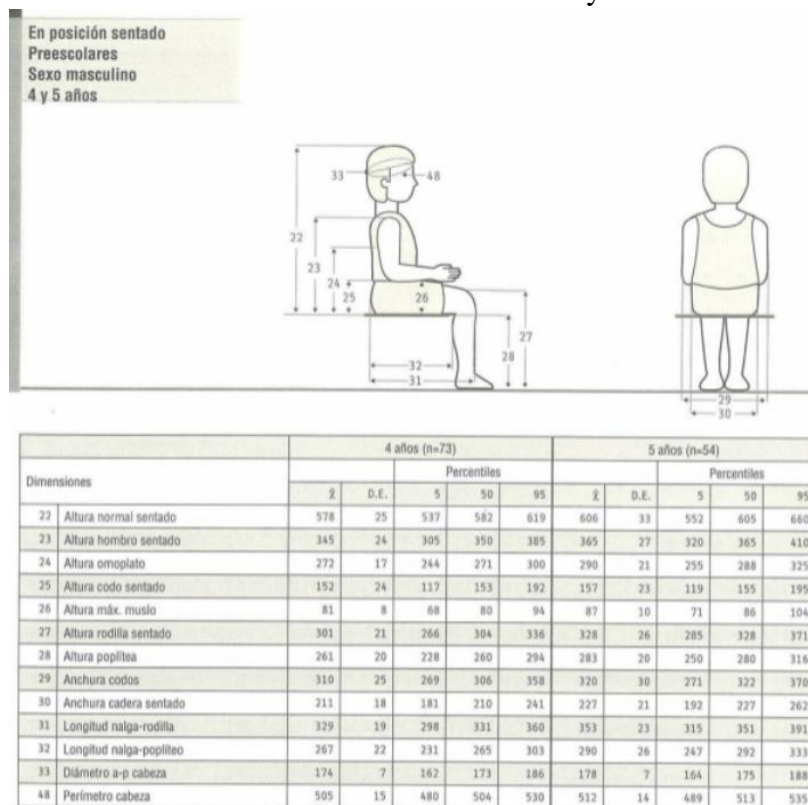 En posición sentado
Preescolares
Sexo masculino
4 y 5 años
33
48
22
23
24
25
26
27
28
32
31
29
30
4 años (n=73) 5 años (n=54)
Dimensiones Percentiles Percentiles
x̄ D.E. 5 50 95 x̄ D.E. 5 50 95
22 Altura normal sentado 578 25 537 582 619 606 33 552 605 660
23 Altura hombro sentado 345 24 305 350 385 365 27 320 365 410
24 Altura omoplato 272 17 244 271 300 290 21 255 288 325
25 Altura codo sentado 152 24 117 153 192 157 23 119 155 195
26 Altura máx. muslo 81 8 68 80 94 87 10 71 86 104
27 Altura rodilla sentado 301 21 266 304 336 328 26 285 328 371
28 Altura poplítea 261 20 228 260 294 283 20 250 280 316
29 Anchura codos 310 25 269 306 358 320 30 271 322 370
30 Anchura cadera sentado 211 18 181 210 241 227 21 192 227 262
31 Longitud nalga-rodilla 329 19 298 331 360 353 23 315 351 391
32 Longitud nalga-poplíteo 267 22 231 265 303 290 26 247 292 333
33 Diámetro a-p cabeza 174 7 162 173 186 178 7 164 175 188
48 Perímetro cabeza 505 15 480 504 530 512 14 489 513 535